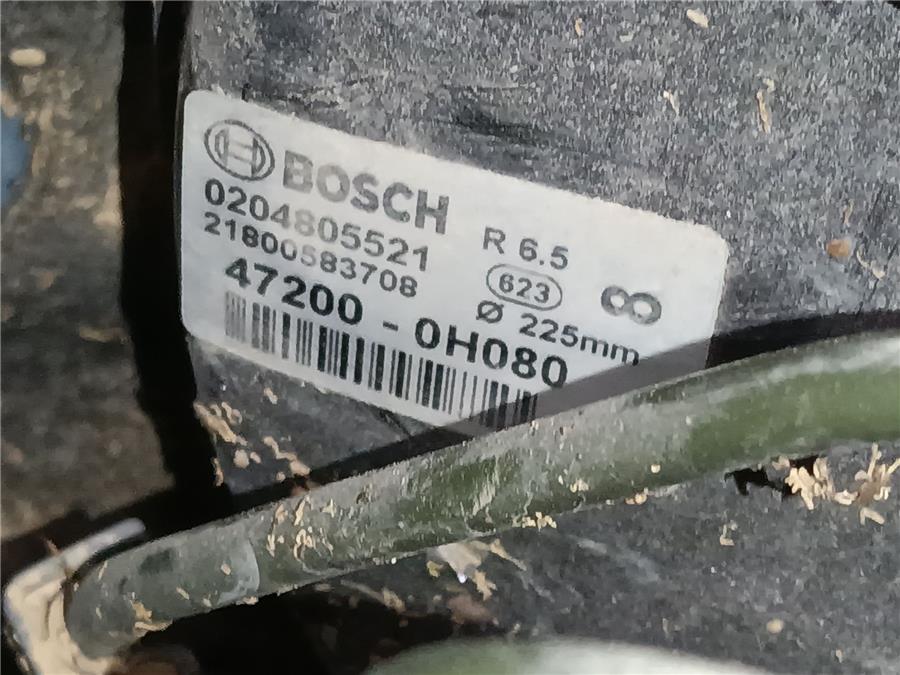 BOSCH
0204805521
21800583708
47200 - 0H080
R 6.5
623
Ø 225mm
8